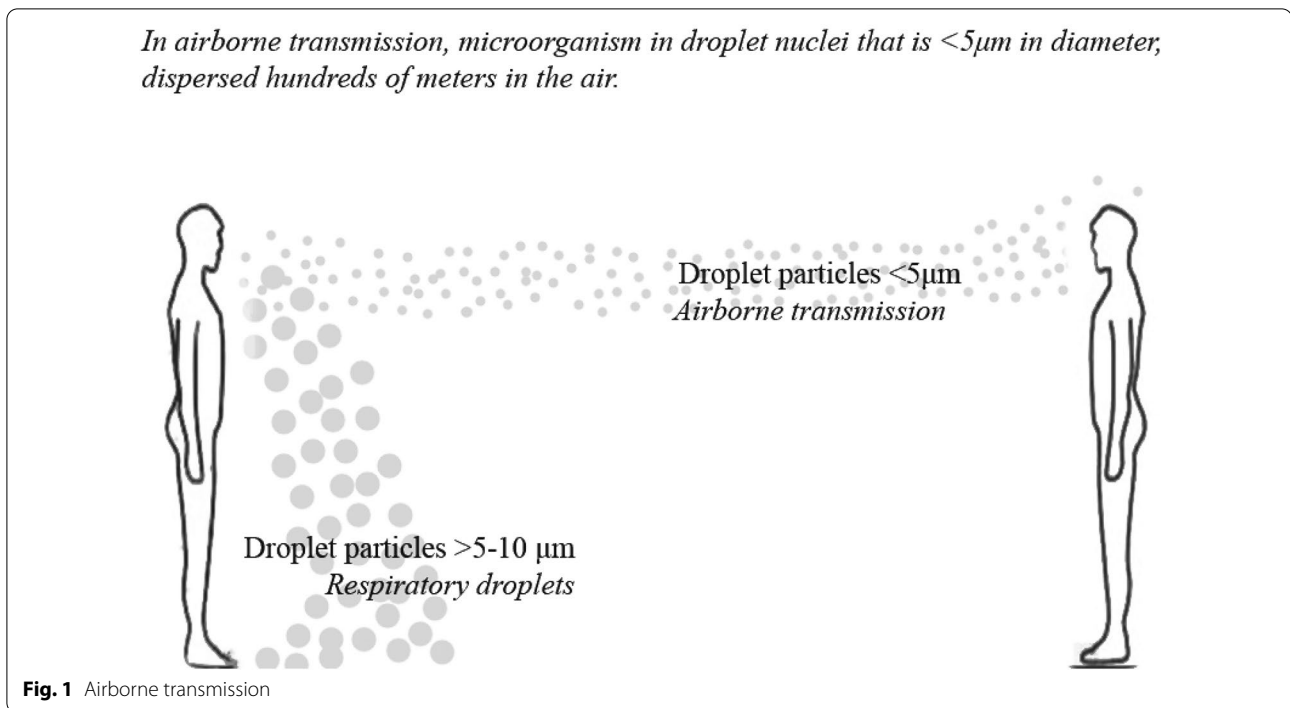 In airborne transmission, microorganism in droplet nuclei that is <5μm in diameter,
dispersed hundreds of meters in the air.
Droplet particles <5μm
Airborne transmission
Droplet particles >5-10 μm
Respiratory droplets
Fig. 1 Airborne transmission